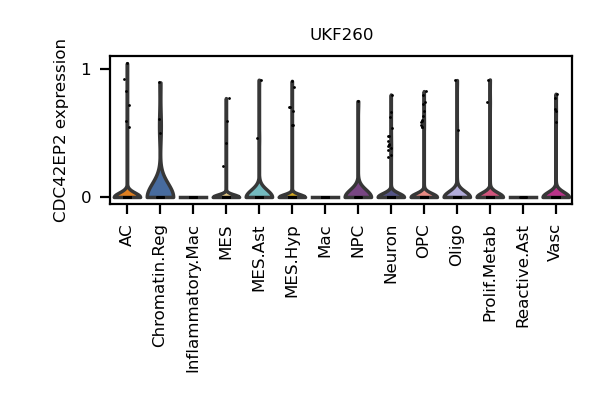 UKF260
CDC42EP2 expression
1
0
AC
Chromatin.Reg
Inflammatory.Mac
MES
MES.Ast
MES.Hyp
Mac
NPC
Neuron
OPC
Oligo
Prolif.Metab
Reactive.Ast
Vasc